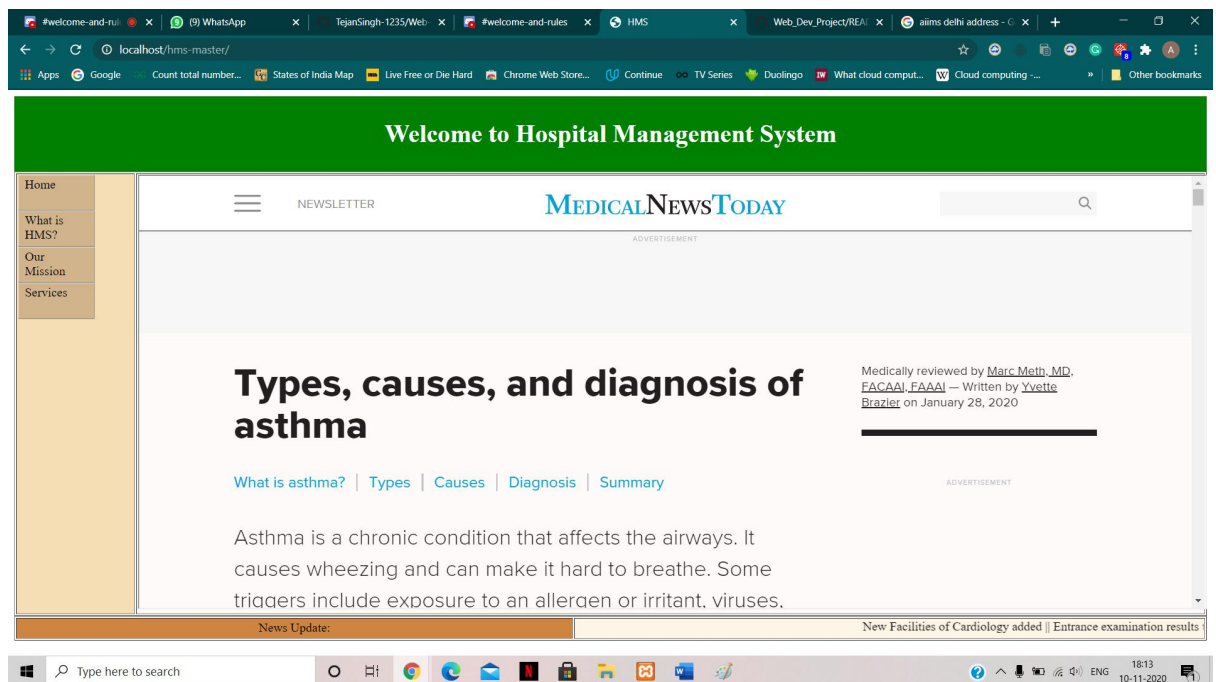 #welcome-and-rul
(9) WhatsApp
TejanSingh-1235/Web-
#welcome-and-rules
HMS
Web_Dev_Project/REA
aiims delhi address - G
localhost/hms-master/
Apps
Google
Count total number...
States of India Map
Live Free or Die Hard
Chrome Web Store...
Continue
TV Series
Duolingo
What cloud comput...
Cloud computing -...
»
Other bookmarks
Welcome to Hospital Management System
Home
What is
HMS?
Our
Mission
Services
NEWSLETTER
MEDICALNEWSTODAY
ADVERTISEMENT
Types, causes, and diagnosis of
asthma
Medically reviewed by Marc Meth, MD,
FACAAI, FAAAI — Written by Yvette
Brazier on January 28, 2020
What is asthma? | Types | Causes | Diagnosis | Summary
ADVERTISEMENT
Asthma is a chronic condition that affects the airways. It
causes wheezing and can make it hard to breathe. Some
triggers include exposure to an allergen or irritant, viruses,
News Update:
New Facilities of Cardiology added || Entrance examination results
Type here to search
ENG
18:13
10-11-2020